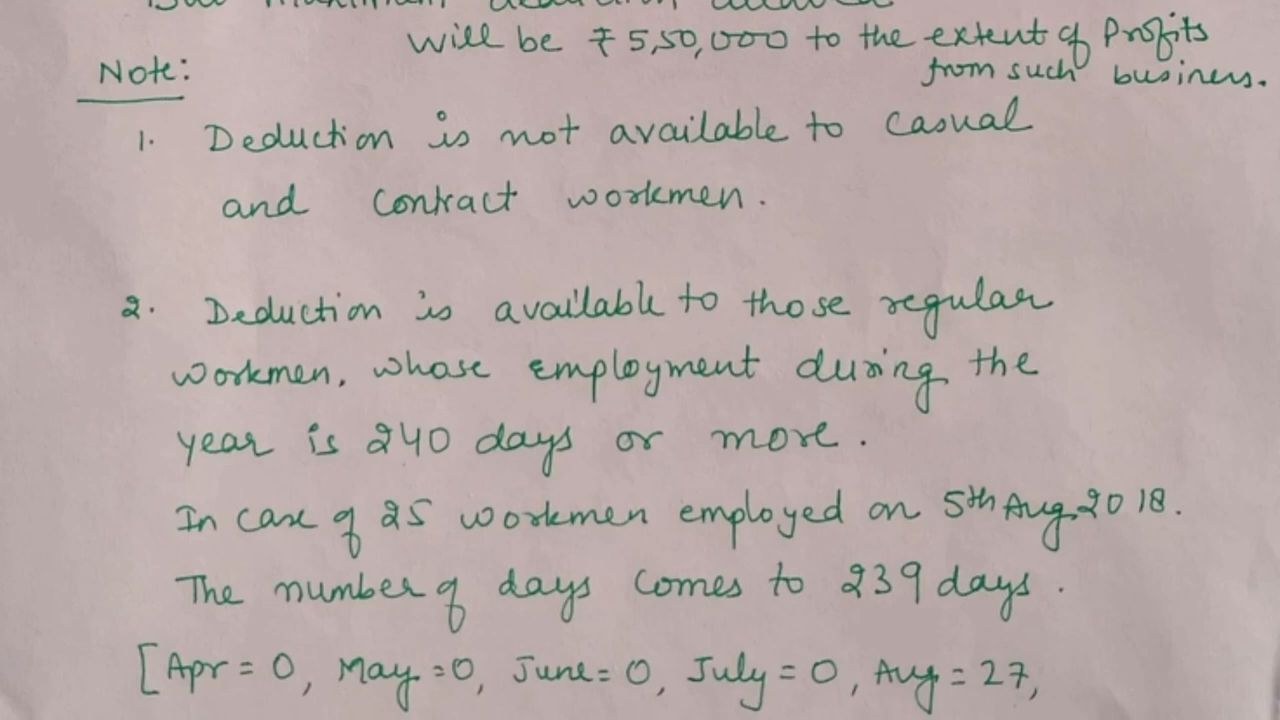 will be ₹ 5,50,000 to the extent of Profits
from such business.
Note:
1. Deduction is not available to casual
and contract workmen.
2. Deduction is available to those regular
workmen, whose employment during the
year is 240 days or more.
In case of 25 workmen employed on 5th Aug 2018.
The number of days comes to 239 days.
[Apr = 0, May = 0, June = 0, July = 0, Aug = 27,